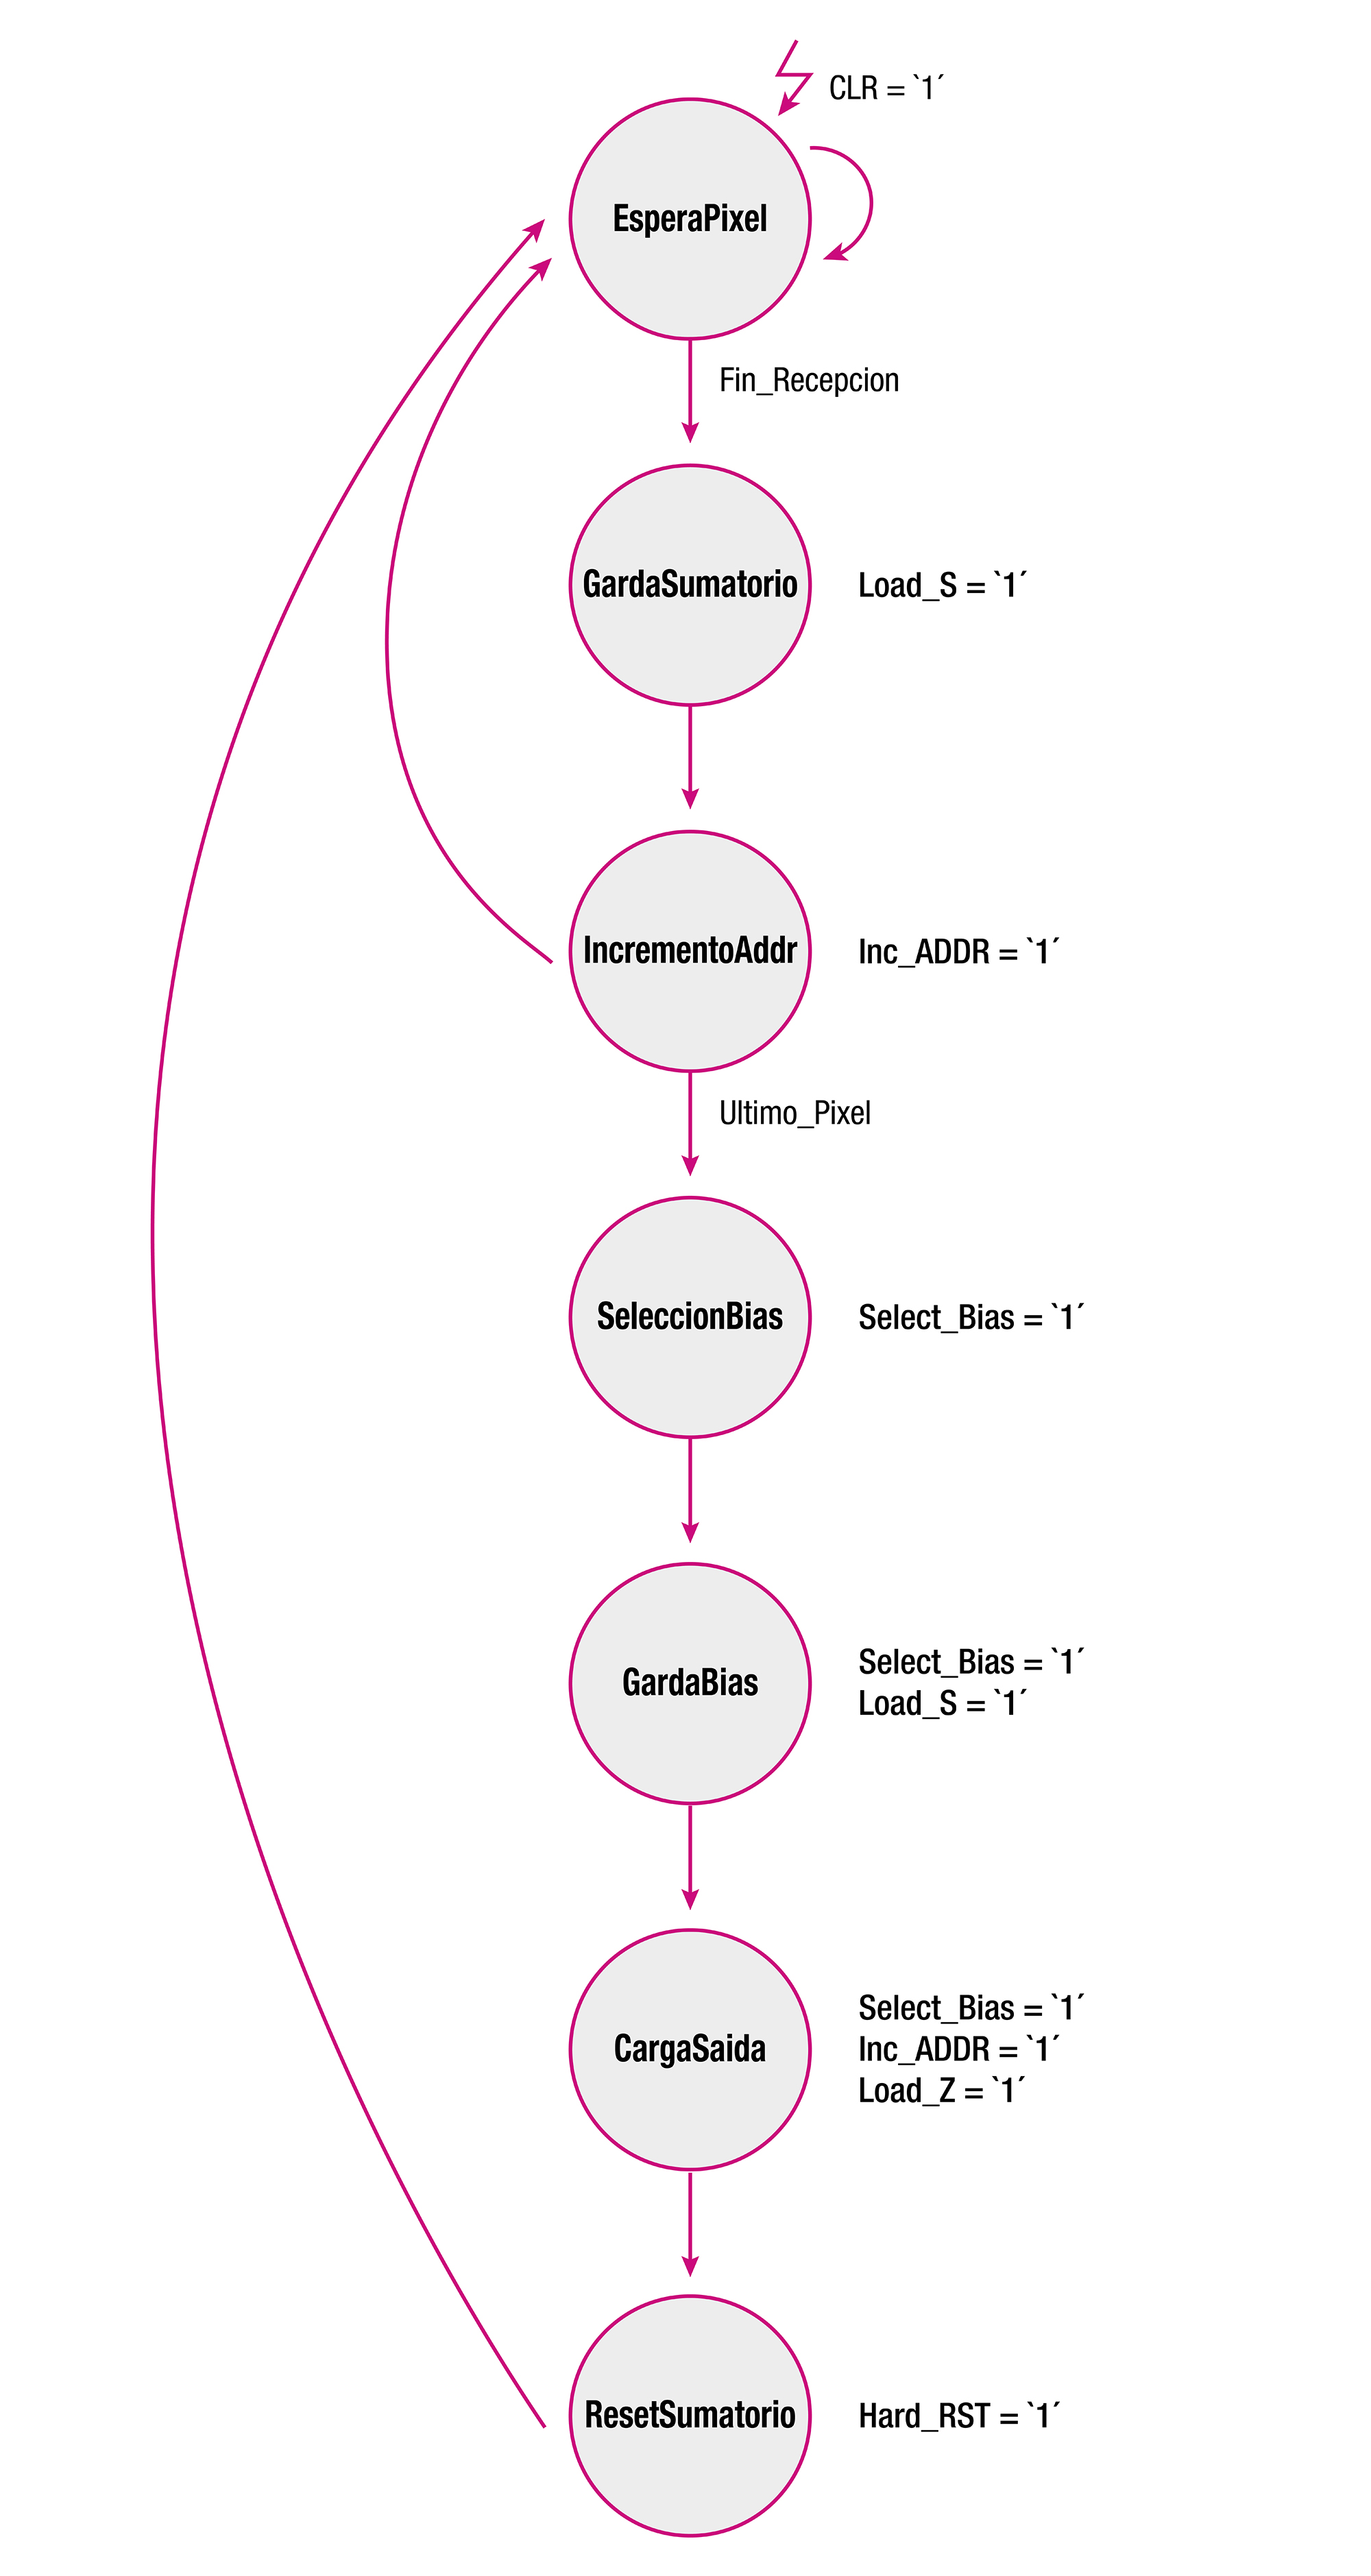 CLR = `1´
EsperaPixel
Fin_Recepcion
GardaSumatorio
Load_S = `1´
IncrementoAddr
Inc_ADDR = `1´
Ultimo_Pixel
SeleccionBias
Select_Bias = `1´
GardaBias
Select_Bias = `1´
Load_S = `1´
CargaSaida
Select_Bias = `1´
Inc_ADDR = `1´
Load_Z = `1´
ResetSumatorio
Hard_RST = `1´